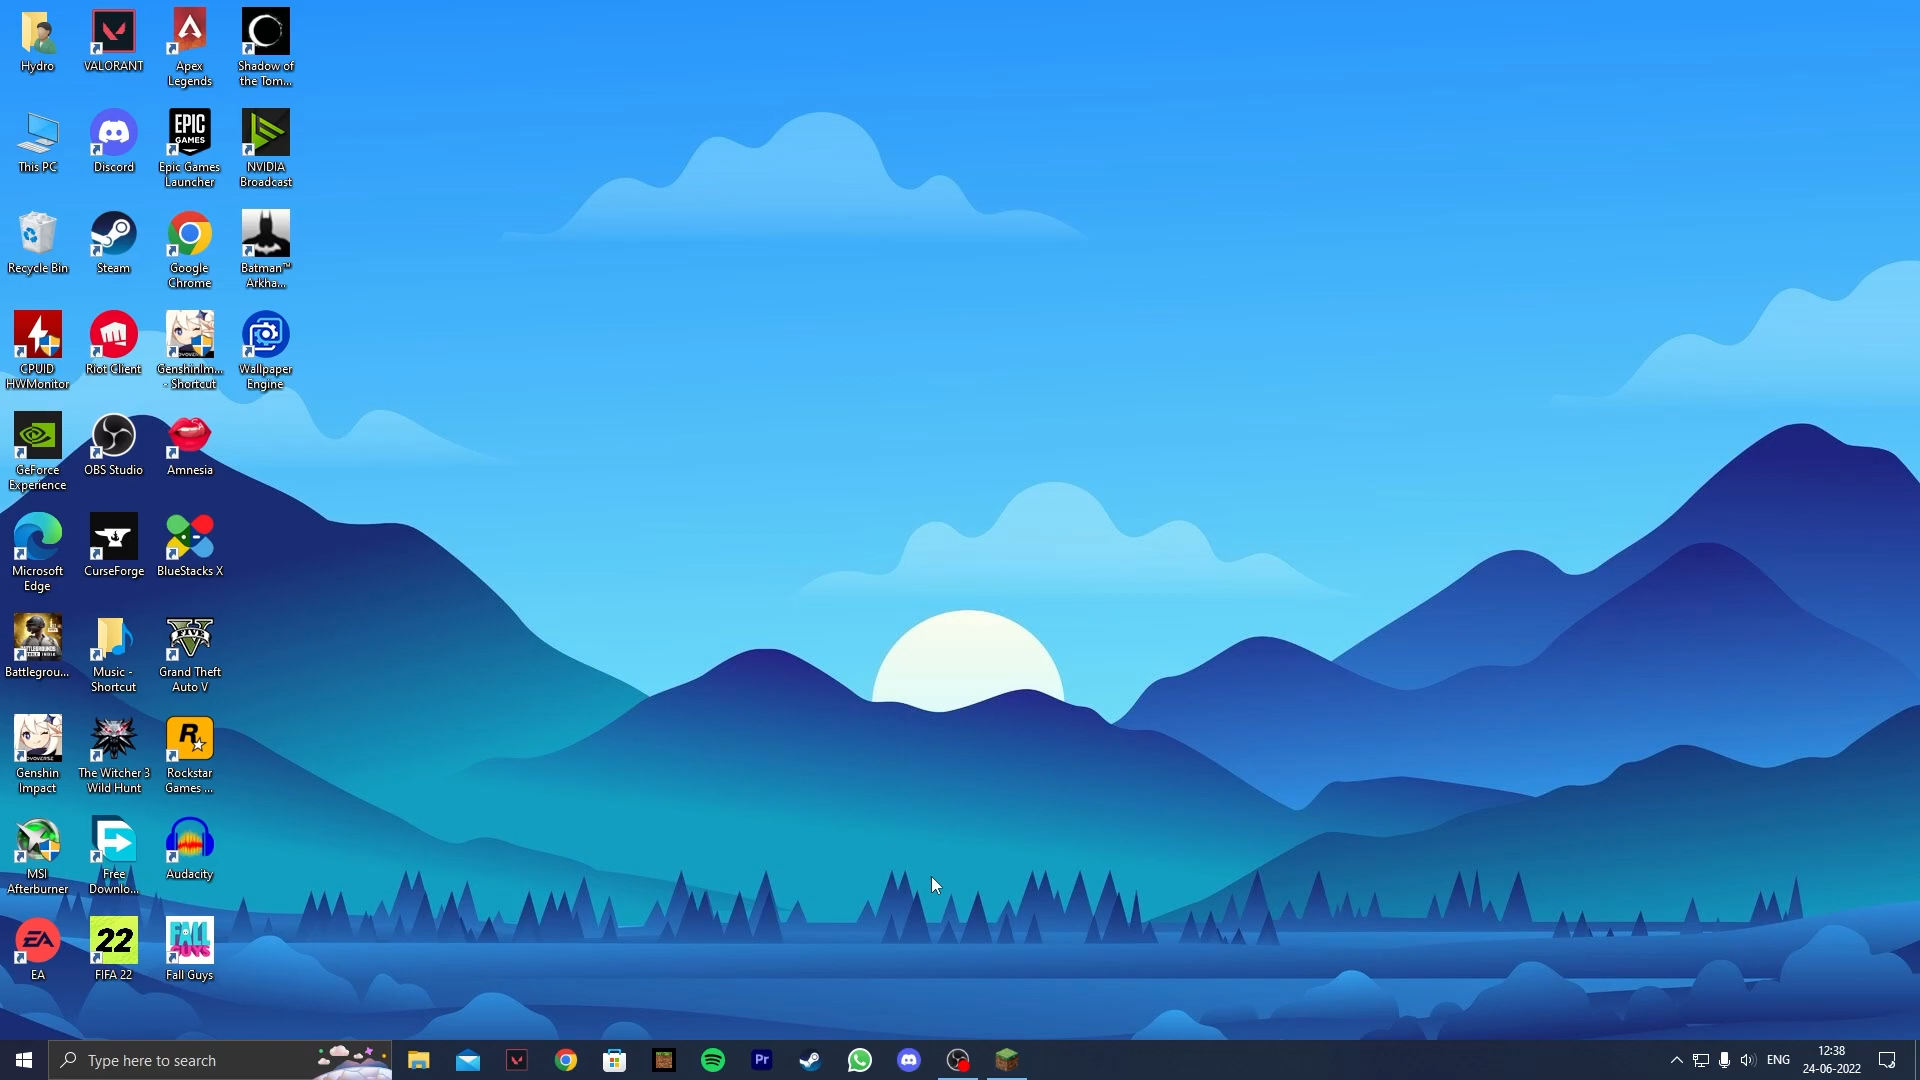 Hydro
VALORANT
Apex
Legends
Shadow of
the Tom...
This PC
Discord
EPIC
GAMES
Epic Games
Launcher
NVIDIA
Broadcast
Recycle Bin
Steam
Google
Chrome
Batman™
Arkha...
CPUID
HWMonitor
Riot Client
GenshinIm...
- Shortcut
Wallpaper
Engine
GeForce
Experience
OBS Studio
Amnesia
Microsoft
Edge
CurseForge
BlueStacks X
Battlegrou...
Music -
Shortcut
V
FIVE
Grand Theft
Auto V
Genshin
Impact
The Witcher 3
Wild Hunt
R
Rockstar
Games ...
MSI
Afterburner
Free
Downlo...
Audacity
EA
EA
22
FIFA 22
FALL
GUYS
Fall Guys
Type here to search
Pr
ENG
12:38
24-06-2022